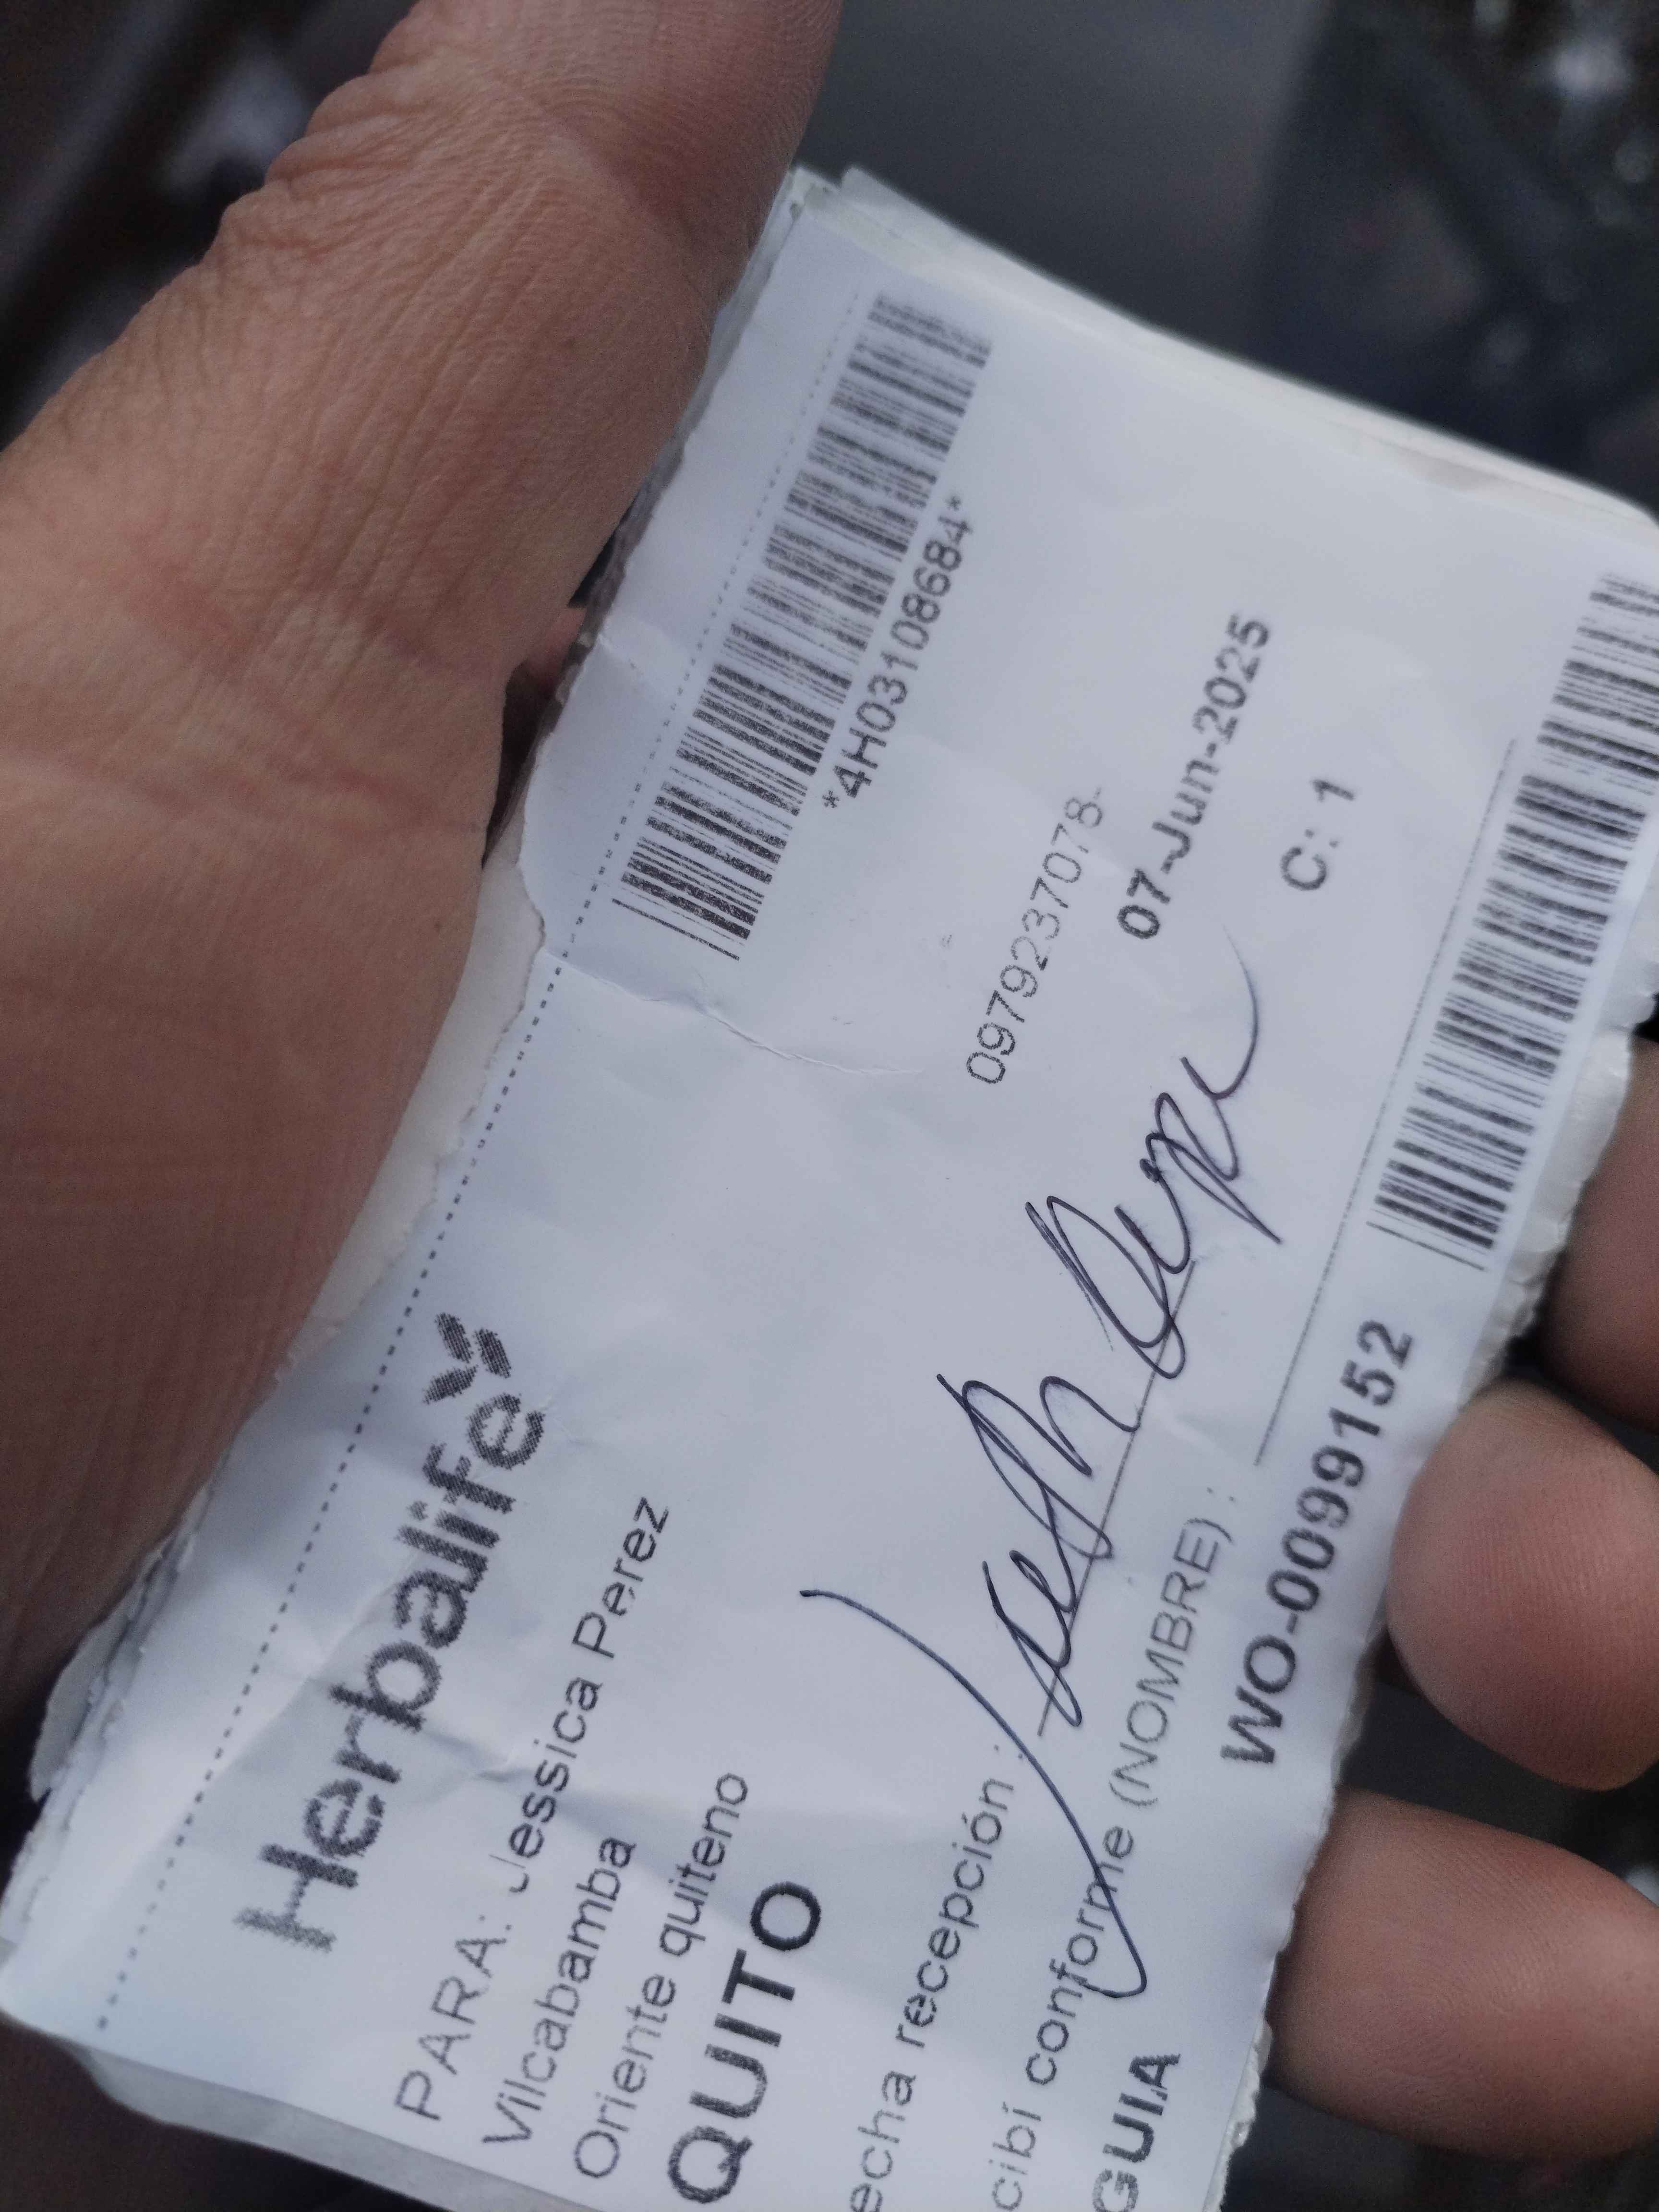 Herbalife
*4H03108684*
PARA: Jessica Perez
Vilcabamba
Oriente quiteno
0979237078-
QUITO
07-Jun-2025
echa recepción :
C: 1
cibí conforme (NOMBRE) :
GUIA WO-0099152